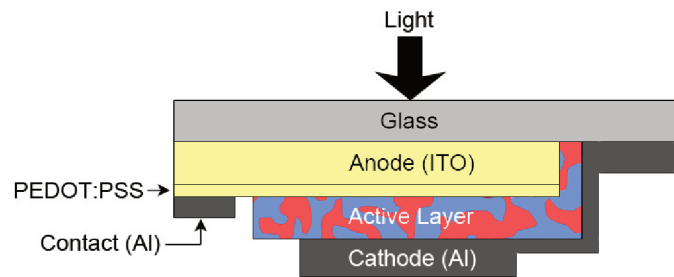 Light
Glass
Anode (ITO)
PEDOT:PSS
Active Layer
Contact (Al)
Cathode (Al)